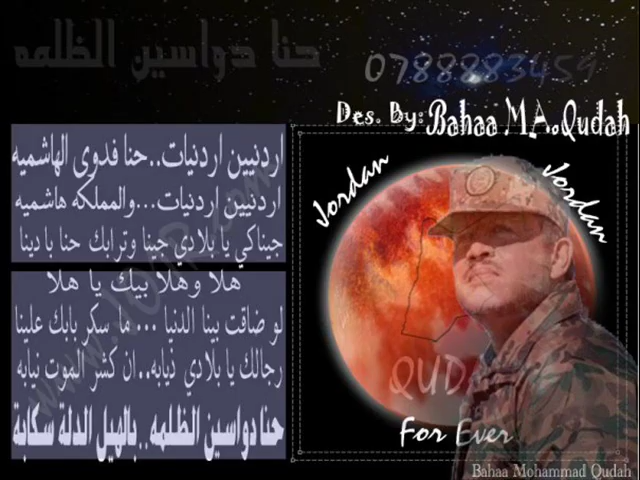 حنا دواسين الظلمه
0788883459
Des. By: Bahaa MA.Qudah
اردنيين اردنيات..حنا فدوى الهاشميه
اردنيين اردنيات...والمملكه هاشميه
جيناكي يا بلادي جينا وترابك حنا با دينا
هلا وهلا بيك يا هلا
لو ضاقت بينا الدنيا ... ما سكر بابك علينا
رجالك يا بلادي ذيابه..ان كشر الموت نيابه
حنا دواسين الظلمه..بالهيل الدلة سكابة
Jordan
Jordan
QUD
For Ever
Bahaa Mohammad Qudah